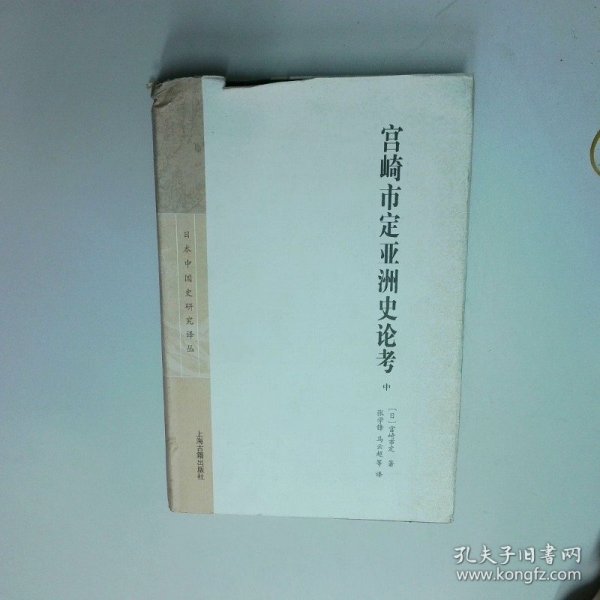 宫崎市定亚洲史论考
中
[日]宫崎市定 著
张学锋 马云超等 译
日本中国史研究译丛
上海古籍出版社
孔夫子旧书网
www.kongfz.com